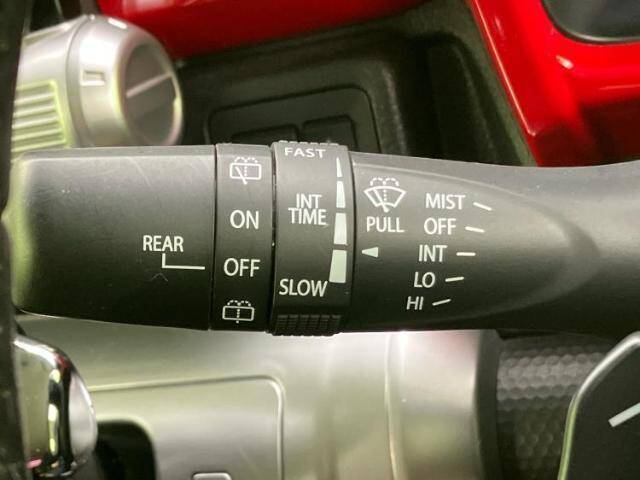 REAR
ON
OFF
FAST
INT
TIME
SLOW
PULL
MIST
OFF
INT
LO
HI